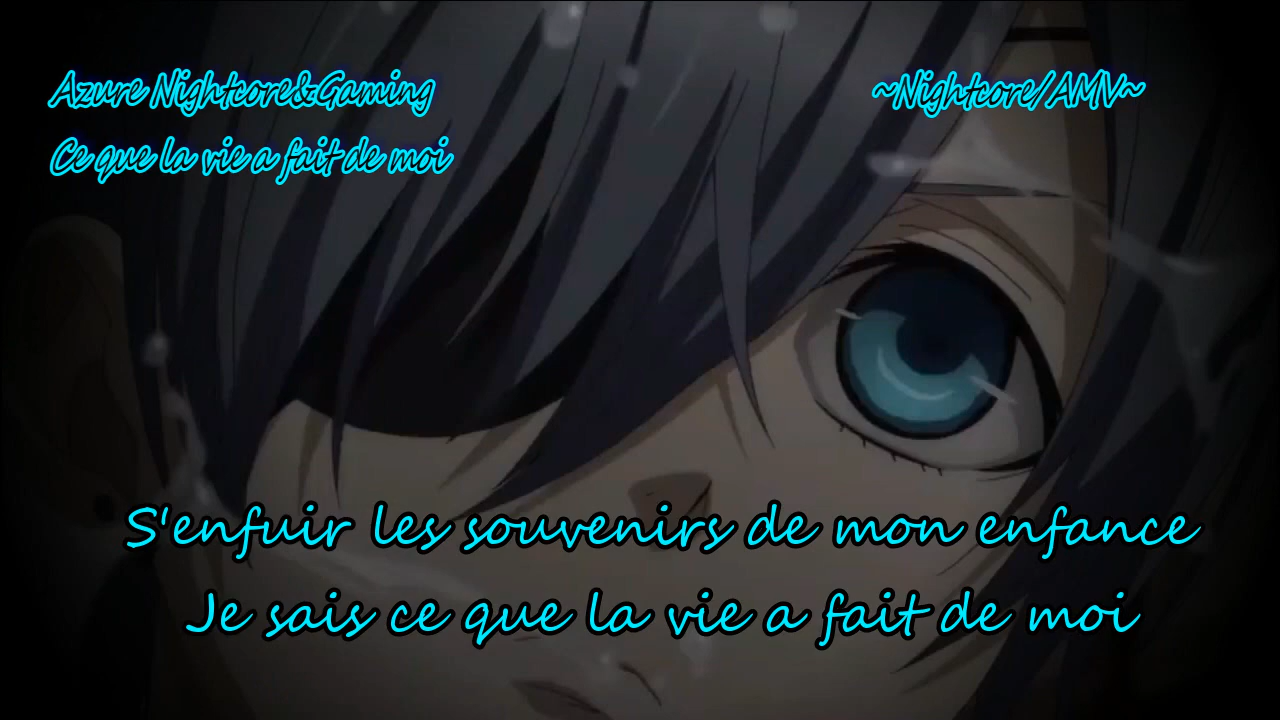 Azure Nightcore&Gaming
~Nightcore/AMV~
Ce que la vie a fait de moi
S'enfuir les souvenirs de mon enfance
Je sais ce que la vie a fait de moi